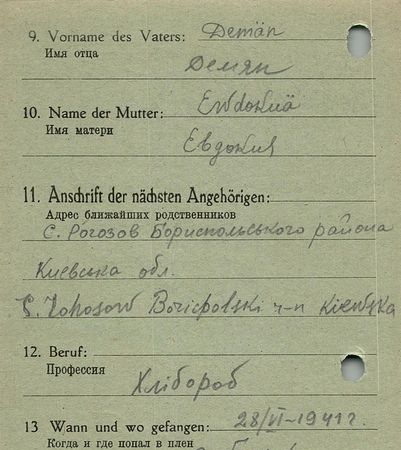 9. Vorname des Vaters: Demän
Имя отца
Демян
10. Name der Mutter: Ewdokiä
Имя матери
Евдокия
11. Anschrift der nächsten Angehörigen:
Адрес ближайших родственников
С. Рогозов Бориспольського района
Киевська обл.
S. Rohosow Borispolski r-n Kiewska
12. Beruf:
Профессия
Хлібороб
13 Wann und wo gefangen: 28/VI-1941 г.
Когда и где попал в плен